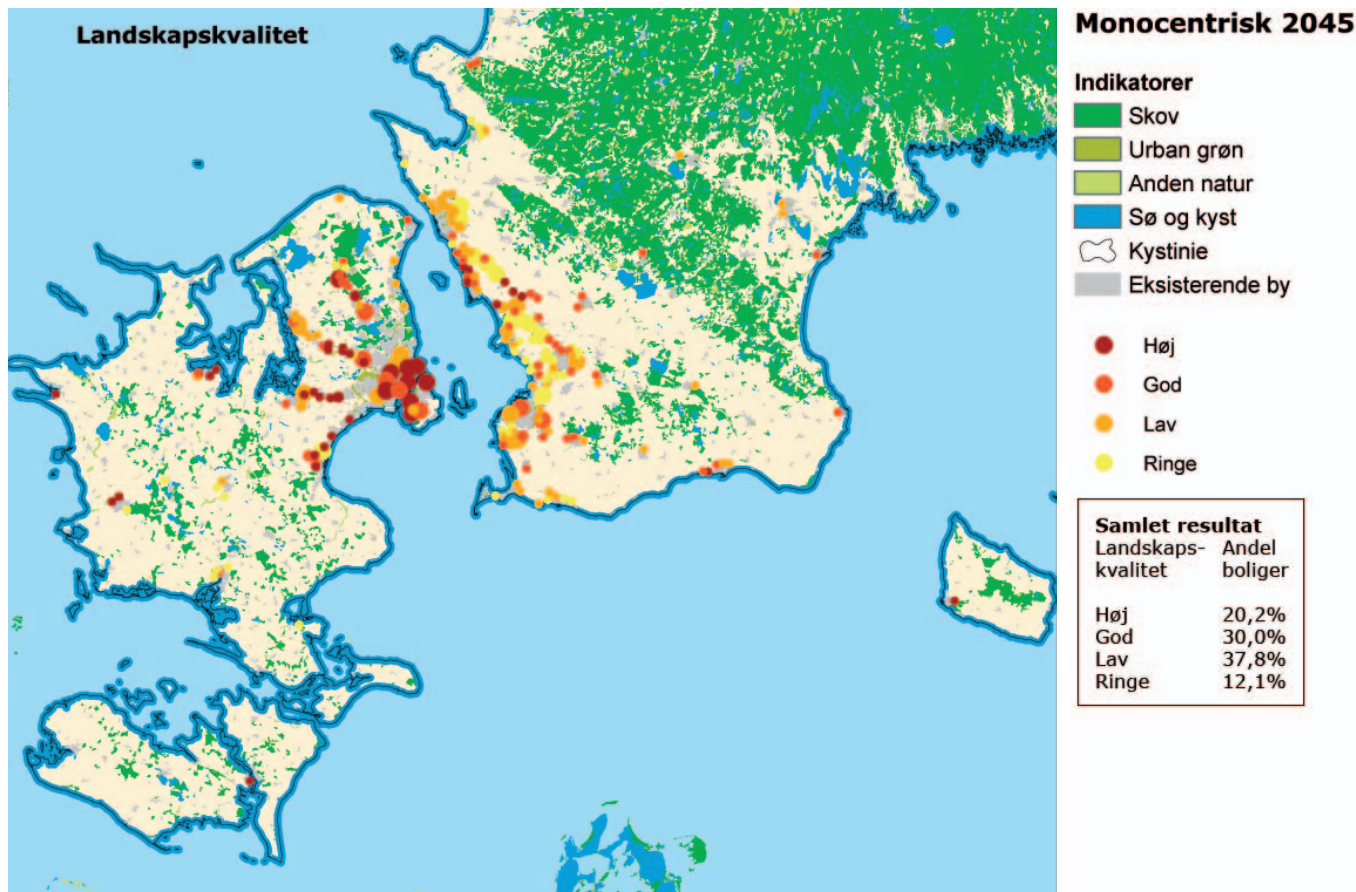 Landskapskvalitet
Monocentrisk 2045
Indikatorer
Skov
Urban grøn
Anden natur
Sø og kyst
Kystinie
Eksisterende by
Høj
God
Lav
Ringe
Samlet resultat
Landskaps- Andel
kvalitet boliger
Høj 20,2%
God 30,0%
Lav 37,8%
Ringe 12,1%